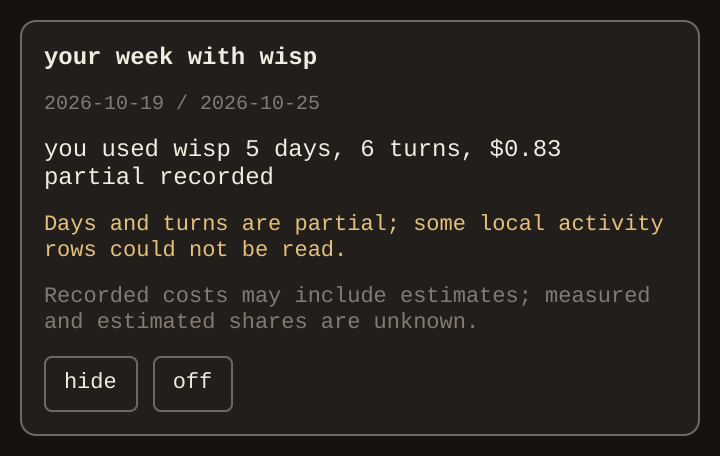 your week with wisp
2026-10-19 / 2026-10-25
you used wisp 5 days, 6 turns, $0.83
partial recorded
Days and turns are partial; some local activity
rows could not be read.
Recorded costs may include estimates; measured
and estimated shares are unknown.
hide off